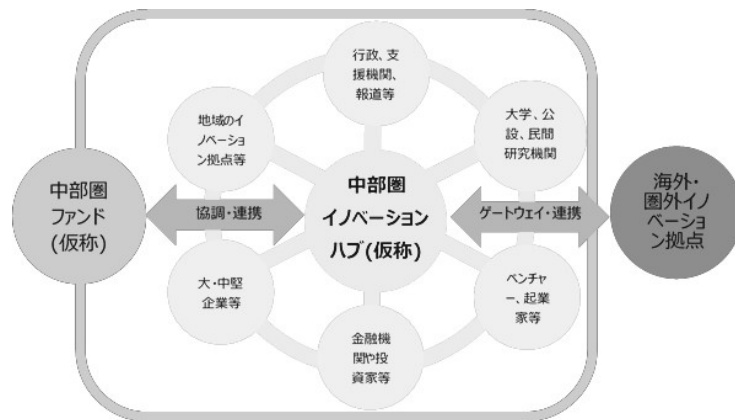 行政、支
援機関、
報道等
地域のイ
ノベーショ
ン拠点等
大学、公
設、民間
研究機関
中部圏
ファンド
(仮称)
協調・連携
中部圏
イノベーション
ハブ(仮称)
ゲートウェイ・連携
海外・
圏外イノ
ベーショ
ン拠点
大・中堅
企業等
ベンチャ
ー、起業
家等
金融機
関や投
資家等